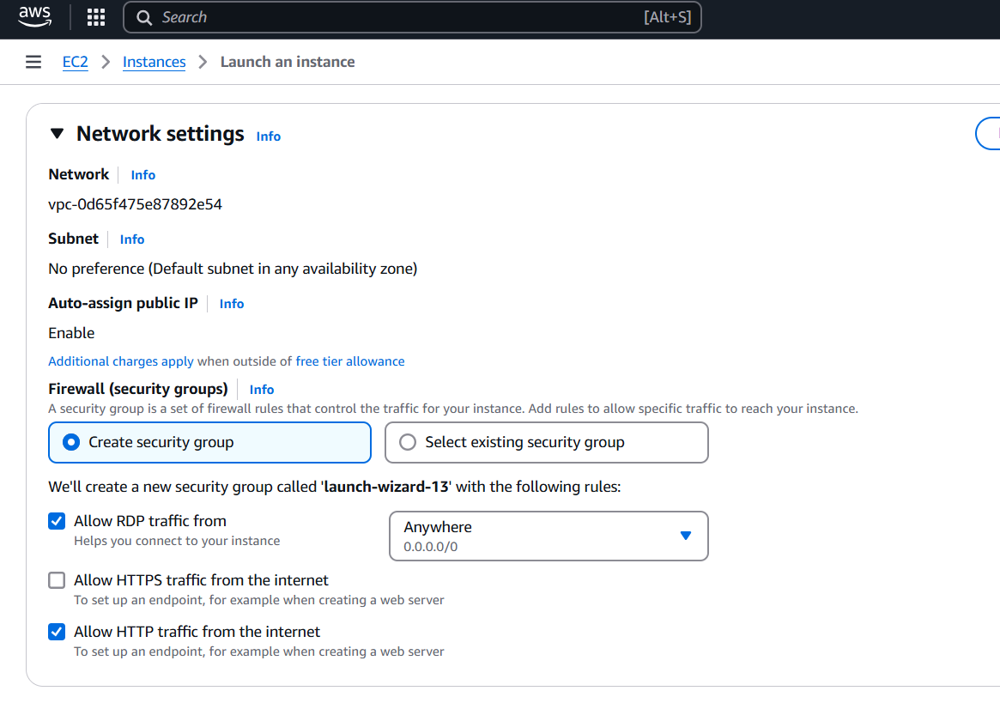 aws
Search [Alt+S]
EC2 > Instances > Launch an instance
Network settings Info
Network Info
vpc-0d65f475e87892e54
Subnet Info
No preference (Default subnet in any availability zone)
Auto-assign public IP Info
Enable
Additional charges apply when outside of free tier allowance
Firewall (security groups) Info
A security group is a set of firewall rules that control the traffic for your instance. Add rules to allow specific traffic to reach your instance.
Create security group Select existing security group
We'll create a new security group called 'launch-wizard-13' with the following rules:
Allow RDP traffic from Anywhere
Helps you connect to your instance 0.0.0.0/0
Allow HTTPS traffic from the internet
To set up an endpoint, for example when creating a web server
Allow HTTP traffic from the internet
To set up an endpoint, for example when creating a web server